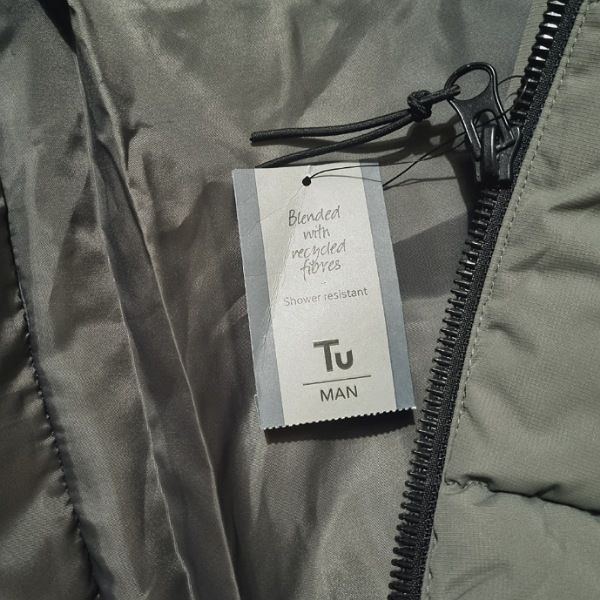 Blended
with
recycled
fibres
Shower resistant
Tu
MAN